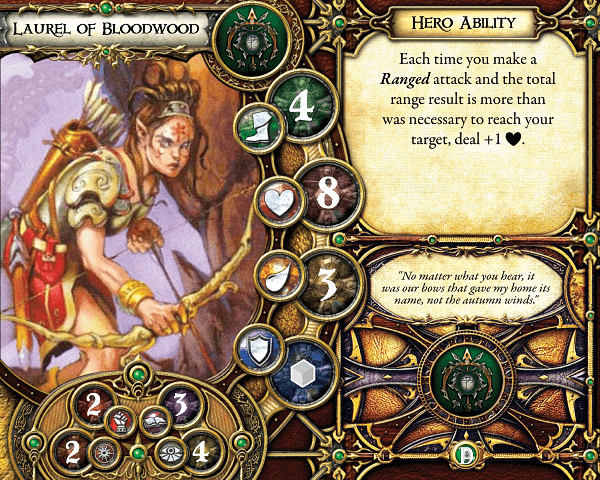 Laurel of Bloodwood
4
8
3
2
3
2
4
Hero Ability
Each time you make a
Ranged attack and the total
range result is more than
was necessary to reach your
target, deal +1 ♥.
"No matter what you hear, it
was our bows that gave my home its
name, not the autumn winds."
D